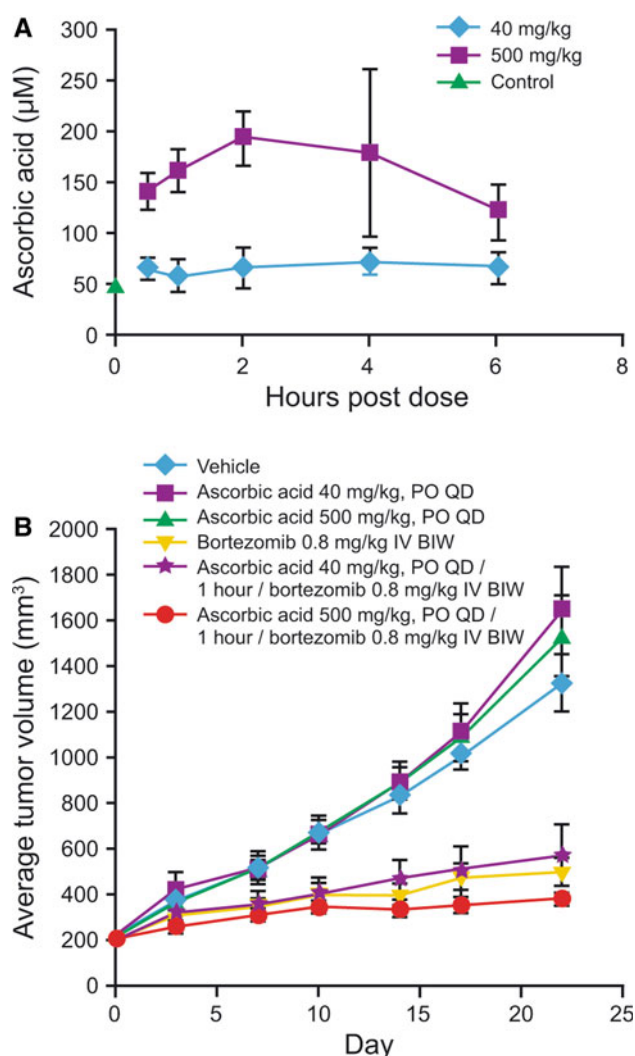 A
300
250
200
150
100
50
0
Ascorbic acid (µM)
40 mg/kg
500 mg/kg
Control
0 2 4 6 8
Hours post dose
Vehicle
Ascorbic acid 40 mg/kg, PO QD
Ascorbic acid 500 mg/kg, PO QD
Bortezomib 0.8 mg/kg IV BIW
Ascorbic acid 40 mg/kg, PO QD /
1 hour / bortezomib 0.8 mg/kg IV BIW
Ascorbic acid 500 mg/kg, PO QD /
1 hour / bortezomib 0.8 mg/kg IV BIW
B
2000
1800
1600
1400
1200
1000
800
600
400
200
0
Average tumor volume (mm³)
0 5 10 15 20 25
Day